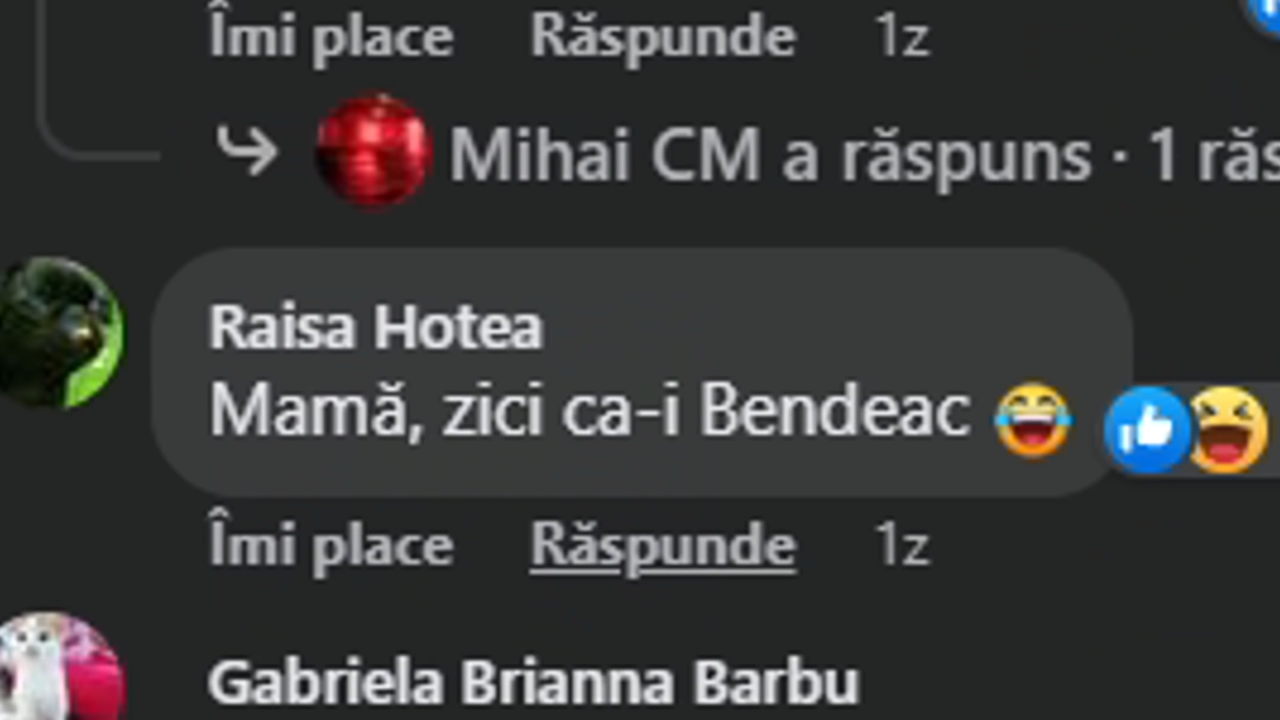 Îmi place Răspunde 1z
Mihai CM a răspuns · 1 răs
Raisa Hotea
Mamă, zici ca-i Bendeac 😂
Îmi place Răspunde 1z
Gabriela Brianna Barbu